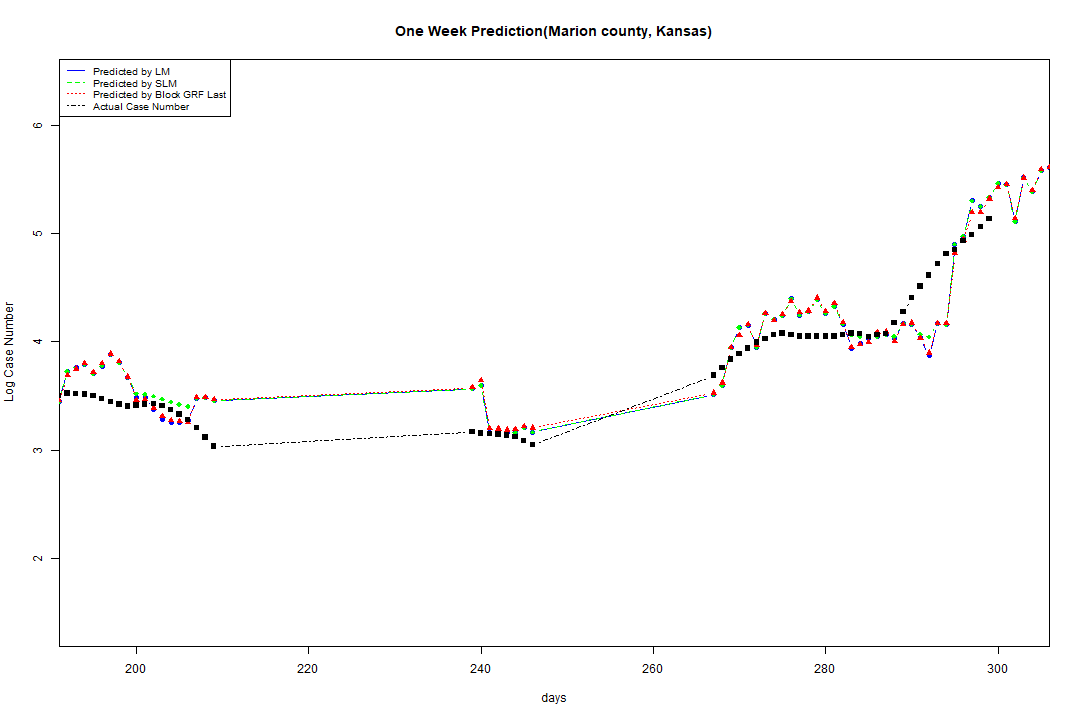 One Week Prediction(Marion county, Kansas)
Predicted by LM
Predicted by SLM
Predicted by Block GRF Last
Actual Case Number
6
5
4
3
2
Log Case Number
200 220 240 260 280 300
days